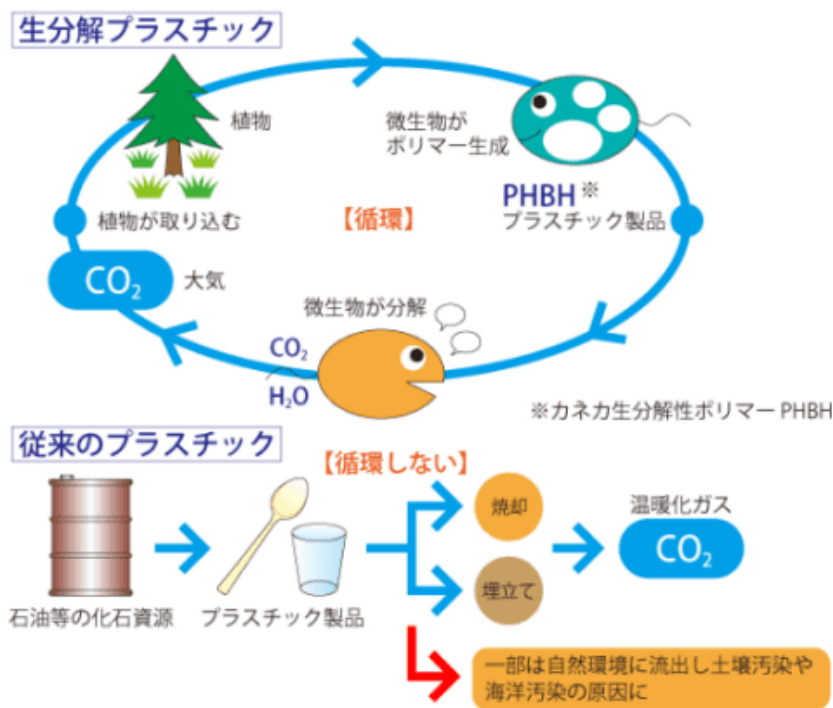 生分解プラスチック
植物
微生物が
ポリマー生成
PHBH※
プラスチック製品
植物が取り込む
【循環】
CO₂
大気
微生物が分解
CO₂
H₂O
※カネカ生分解性ポリマー PHBH
従来のプラスチック
【循環しない】
石油等の化石資源
プラスチック製品
焼却
埋立て
温暖化ガス
CO₂
一部は自然環境に流出し土壌汚染や
海洋汚染の原因に